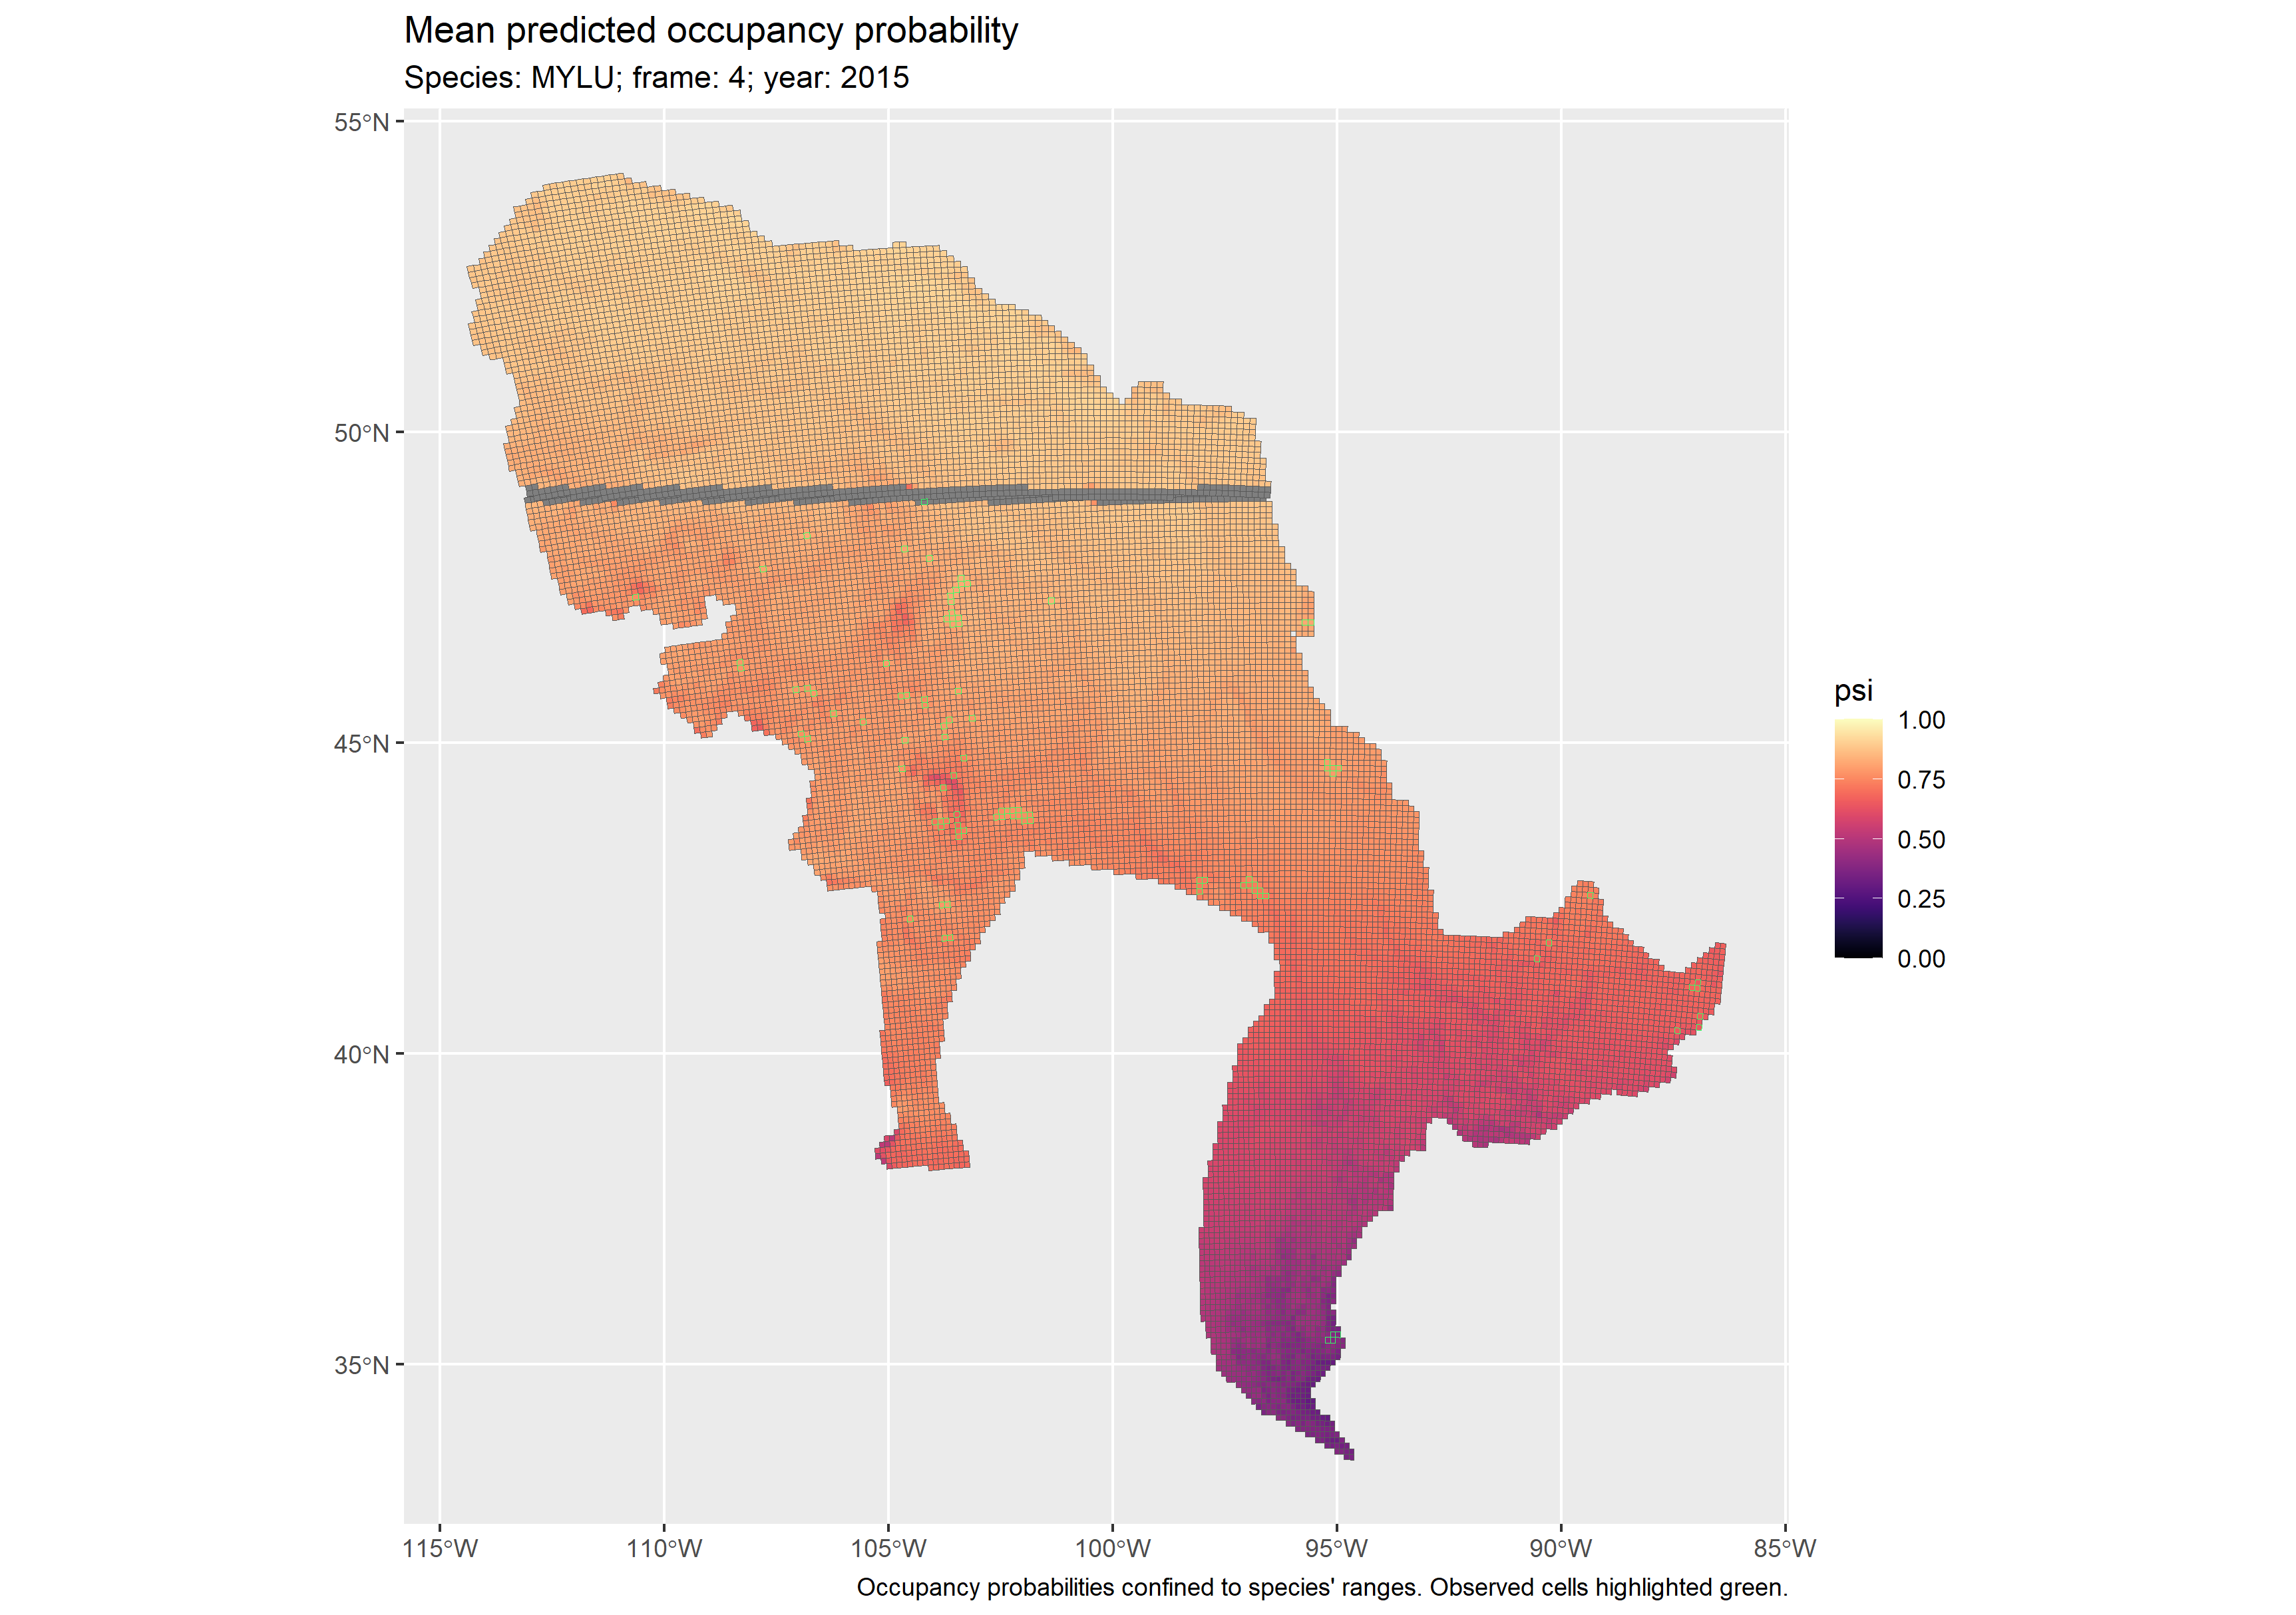 Mean predicted occupancy probability
Species: MYLU; frame: 4; year: 2015
55°N
50°N
45°N
40°N
35°N
115°W
110°W
105°W
100°W
95°W
90°W
85°W
psi
1.00
0.75
0.50
0.25
0.00
Occupancy probabilities confined to species' ranges. Observed cells highlighted green.